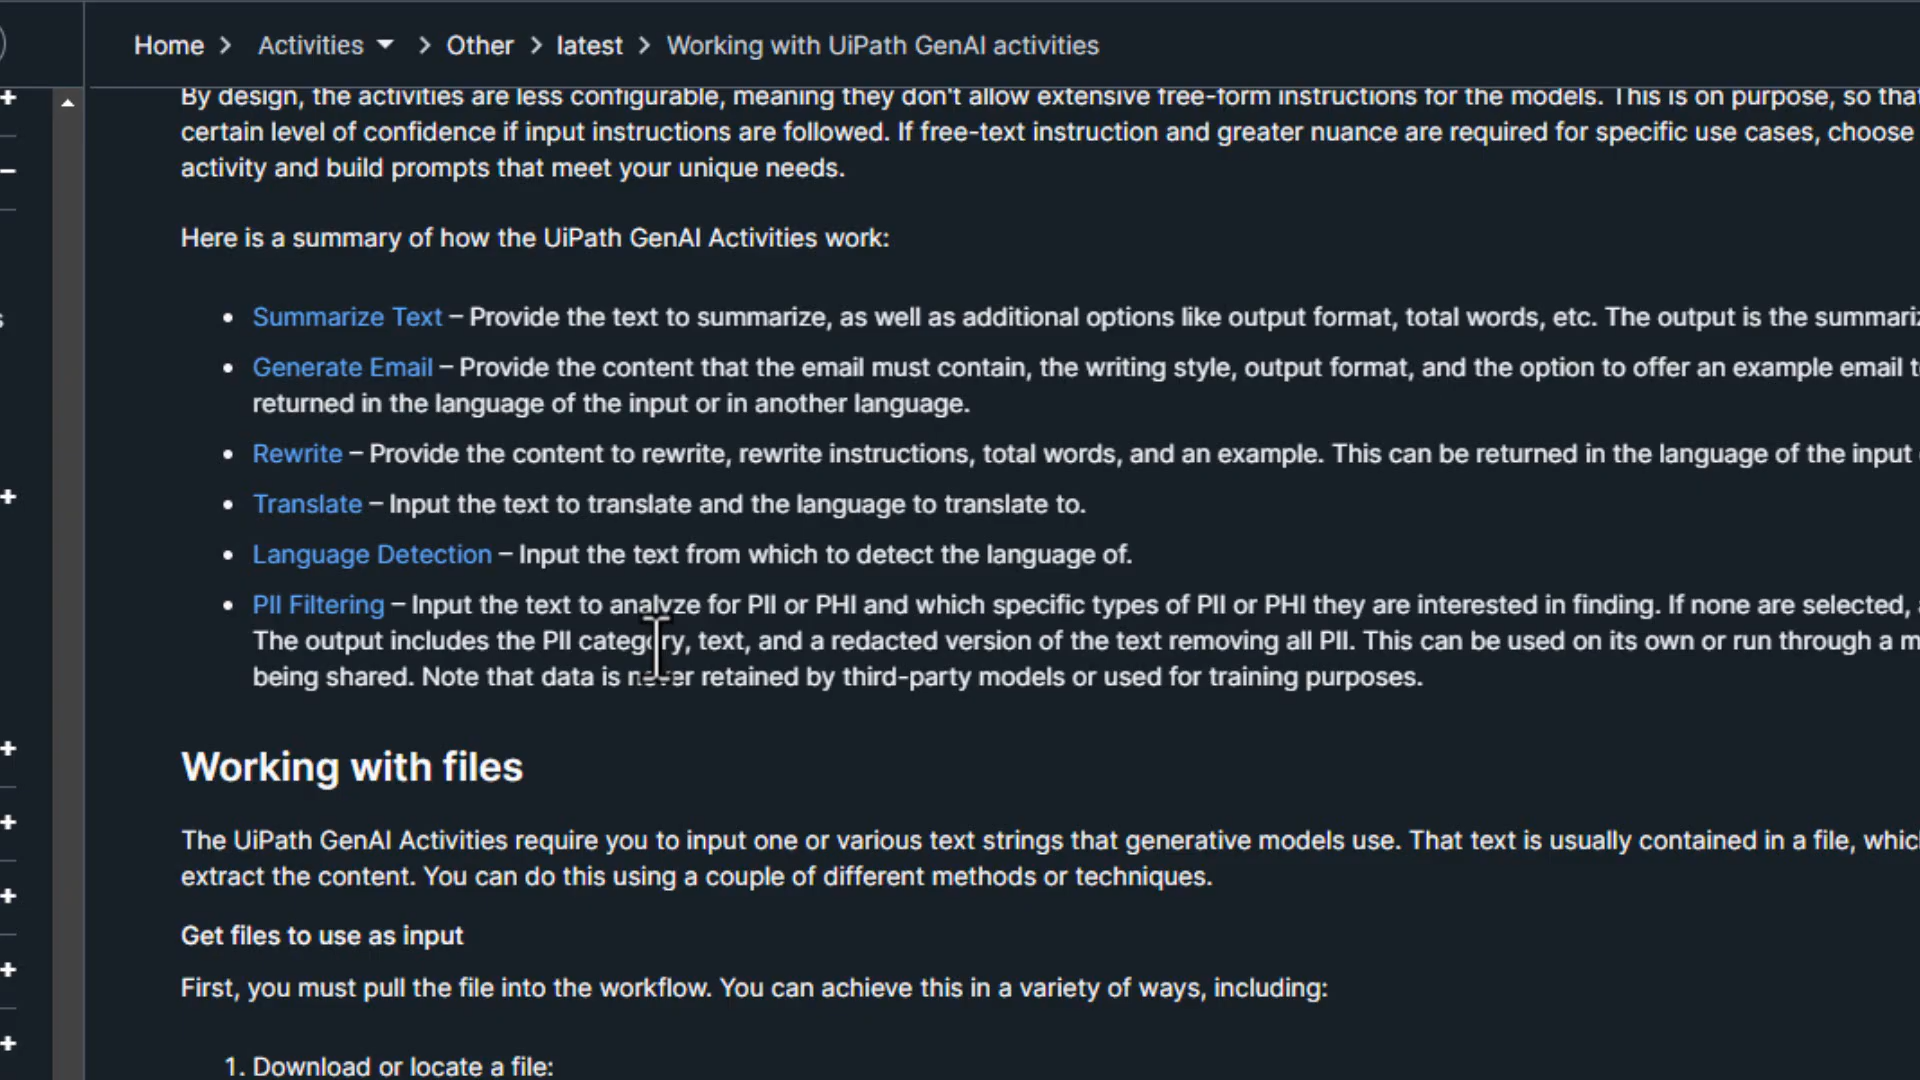 Home > Activities > Other > latest > Working with UiPath GenAI activities
By design, the activities are less configurable, meaning they don't allow extensive free-form instructions for the models. This is on purpose, so that
certain level of confidence if input instructions are followed. If free-text instruction and greater nuance are required for specific use cases, choose
activity and build prompts that meet your unique needs.
Here is a summary of how the UiPath GenAI Activities work:
• Summarize Text – Provide the text to summarize, as well as additional options like output format, total words, etc. The output is the summari
• Generate Email – Provide the content that the email must contain, the writing style, output format, and the option to offer an example email
returned in the language of the input or in another language.
• Rewrite – Provide the content to rewrite, rewrite instructions, total words, and an example. This can be returned in the language of the input
• Translate – Input the text to translate and the language to translate to.
• Language Detection – Input the text from which to detect the language of.
• PII Filtering – Input the text to analyze for PII or PHI and which specific types of PII or PHI they are interested in finding. If none are selected,
The output includes the PII category, text, and a redacted version of the text removing all PII. This can be used on its own or run through a m
being shared. Note that data is never retained by third-party models or used for training purposes.
Working with files
The UiPath GenAI Activities require you to input one or various text strings that generative models use. That text is usually contained in a file, whic
extract the content. You can do this using a couple of different methods or techniques.
Get files to use as input
First, you must pull the file into the workflow. You can achieve this in a variety of ways, including:
1. Download or locate a file: